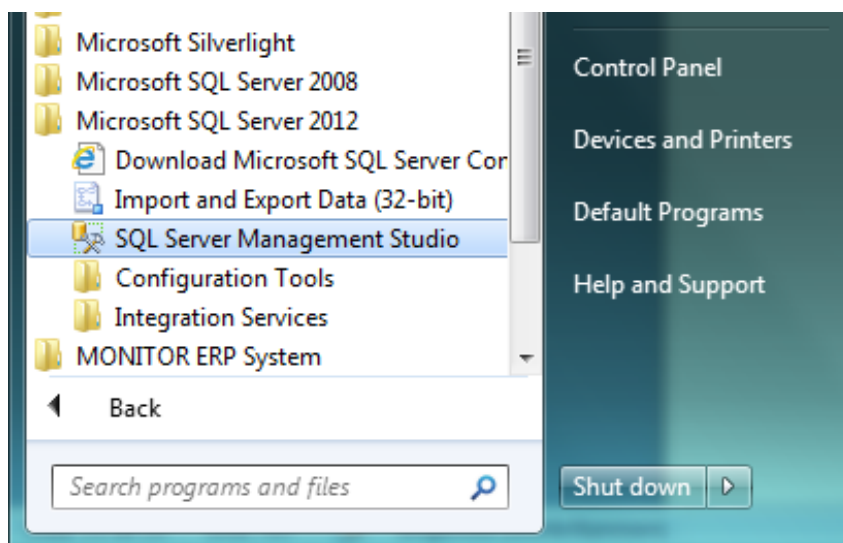 Microsoft Silverlight
Microsoft SQL Server 2008
Microsoft SQL Server 2012
Download Microsoft SQL Server Con
Import and Export Data (32-bit)
SQL Server Management Studio
Configuration Tools
Integration Services
MONITOR ERP System
Back
Search programs and files
Control Panel
Devices and Printers
Default Programs
Help and Support
Shut down